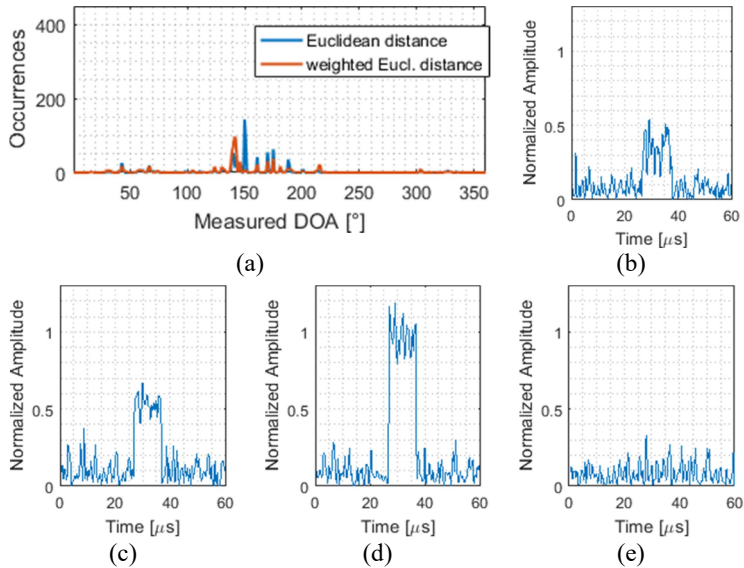 400
200
0
Occurrences
Euclidean distance
weighted Eucl. distance
50 100 150 200 250 300 350
Measured DOA [°]
(a)
1
0.5
0
Normalized Amplitude
0 20 40 60
Time [μs]
(b)
1
0.5
0
Normalized Amplitude
0 20 40 60
Time [μs]
(c)
1
0.5
0
Normalized Amplitude
0 20 40 60
Time [μs]
(d)
1
0.5
0
Normalized Amplitude
0 20 40 60
Time [μs]
(e)